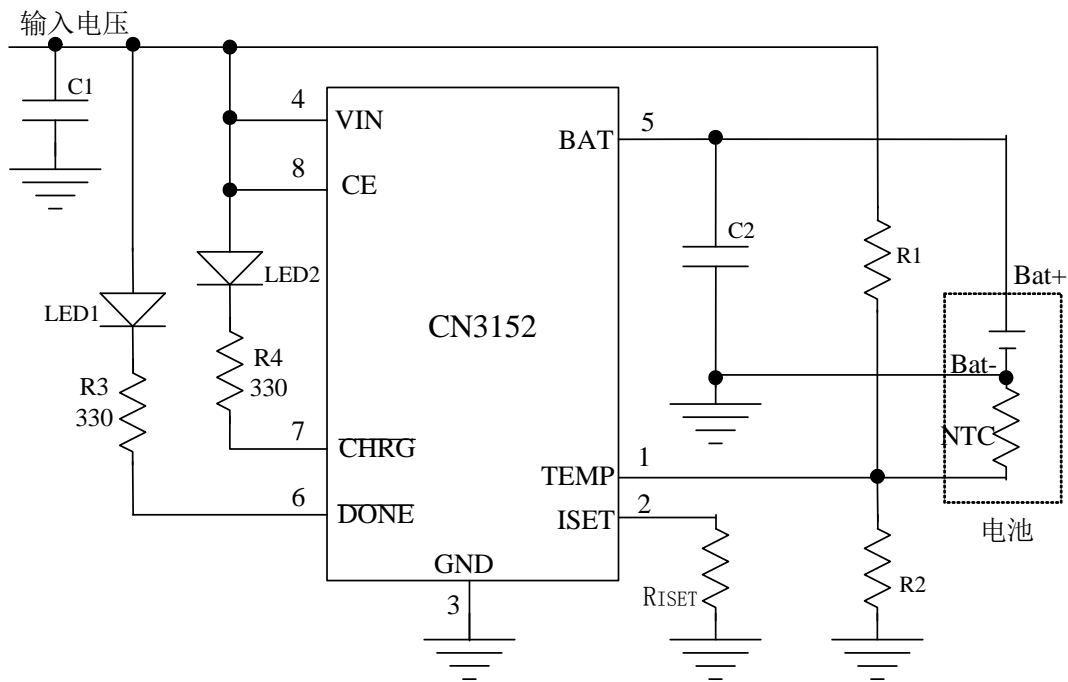 输入电压
C1
4
VIN
BAT
5
8
CE
C2
R1
LED2
Bat+
LED1
CN3152
R4
330
Bat-
R3
330
NTC
7
CHRG
TEMP
1
6
DONE
ISET
2
电池
GND
3
RISET
R2